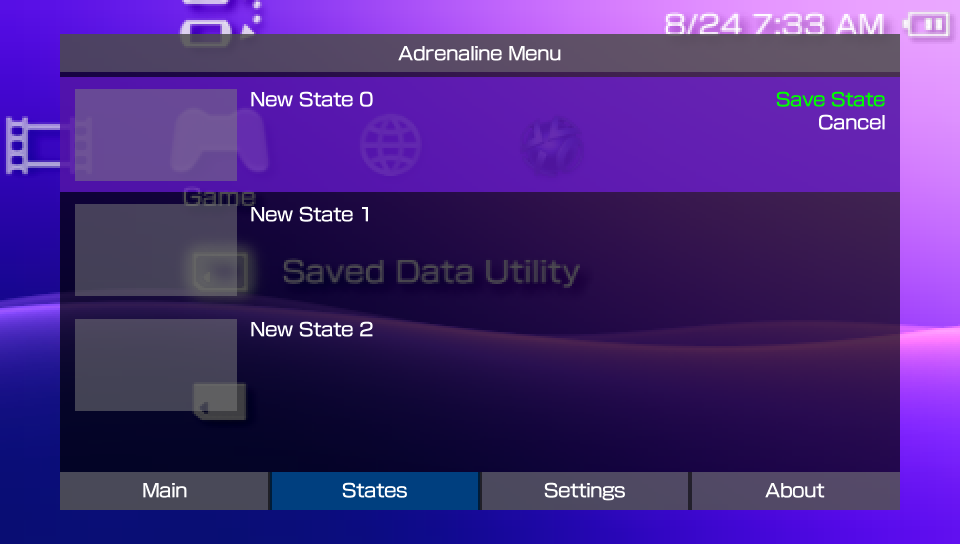 8/24 7:33 AM
Adrenaline Menu
New State 0
Save State
Cancel
Game
New State 1
Saved Data Utility
New State 2
Main
States
Settings
About